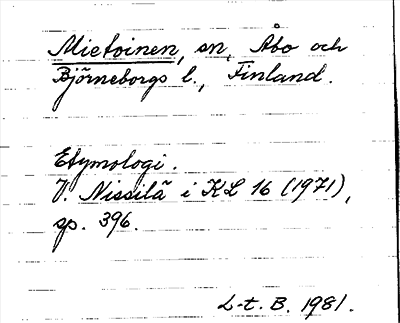 Mietoinen, sn, Åbo och
Björneborgs l., Finland.
Etymologi.
V. Nissilä i KL 16 (1971),
sp. 396.
L-t. B. 1981.